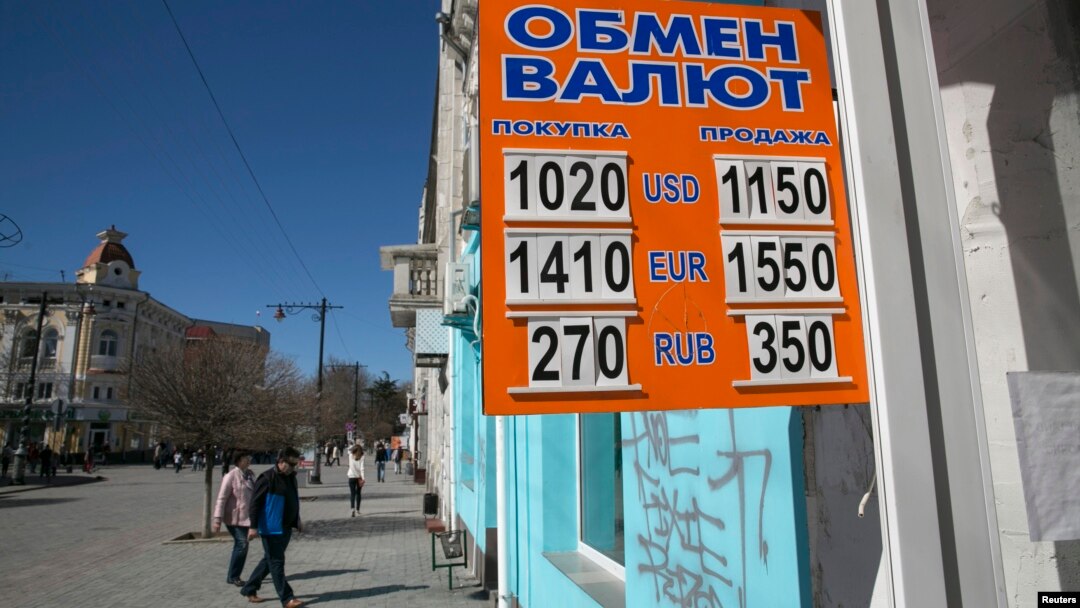 ОБМЕН
ВАЛЮТ
ПОКУПКА ПРОДАЖА
1020 USD 1150
1410 EUR 1550
270 RUB 350
Reuters